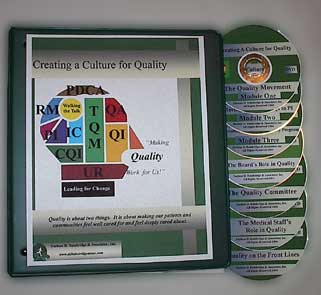 Creating a Culture for Quality
PDCA
RM
Walking
the Talk
T
Q
M
QA
PI
IC
QI
CQI
UR
Leading for Change
"Making
Quality
Work for Us!"
Quality is about two things. It is about making our patients and
communities feel well cared for and feel deeply cared about.
Creating A Culture for Quality
The Quality Movement
Module One
Module Two
Module Three
The Board's Role in Quality
The Quality Committee
The Medical Staff's
Role in Quality
Quality on the Front Lines